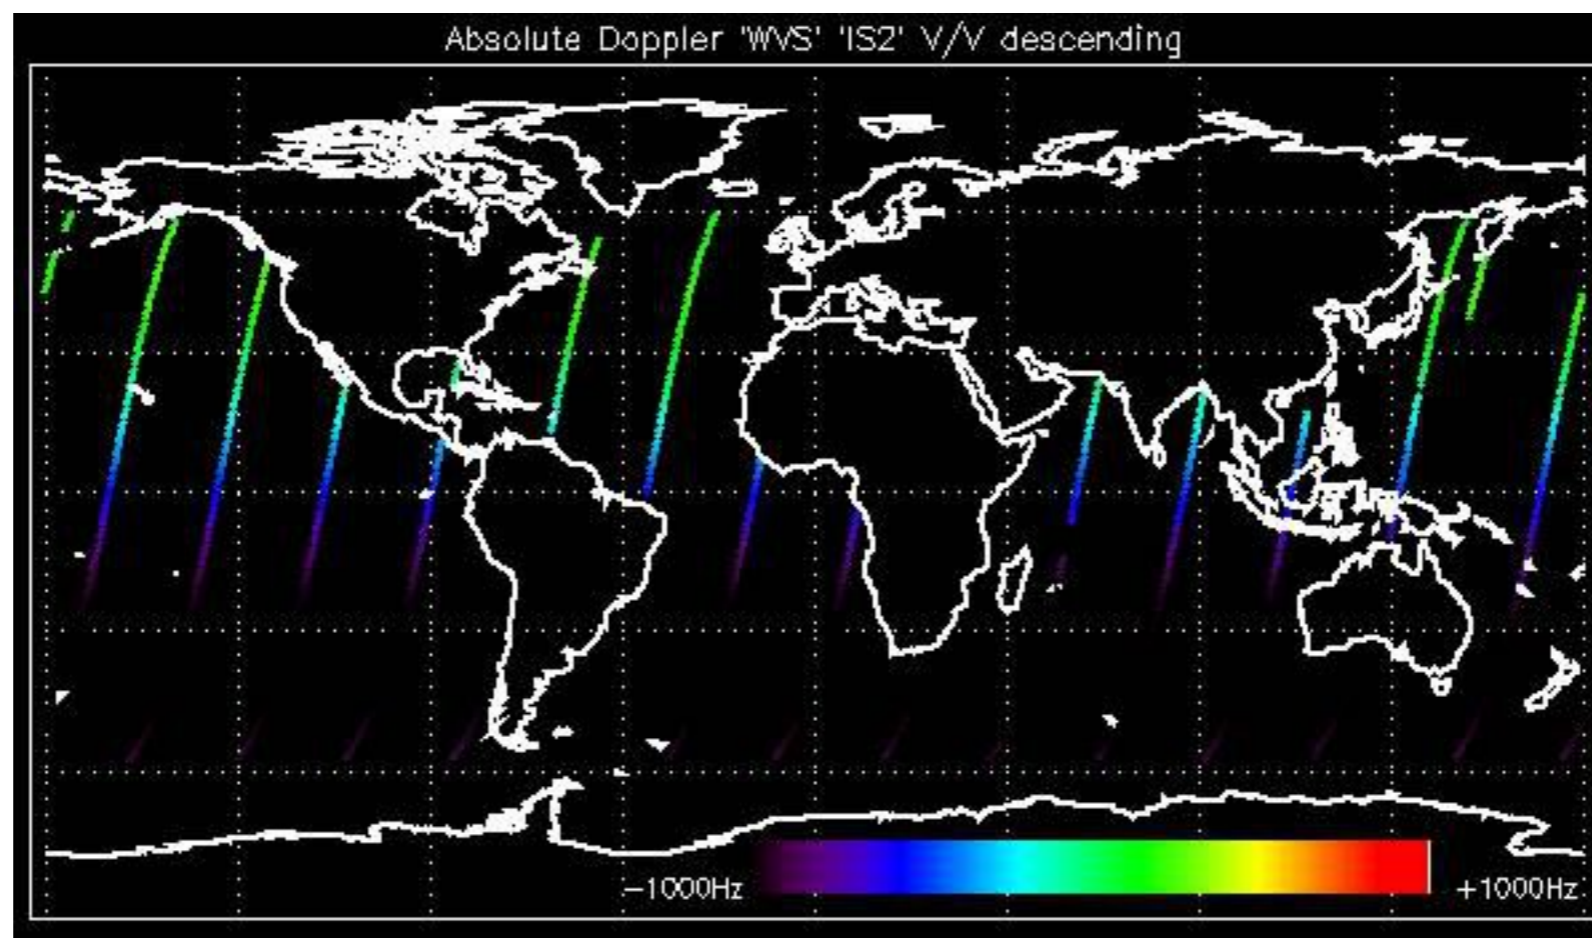 Absolute Doppler 'WVS' 'IS2' V/V descending
−1000Hz +1000Hz